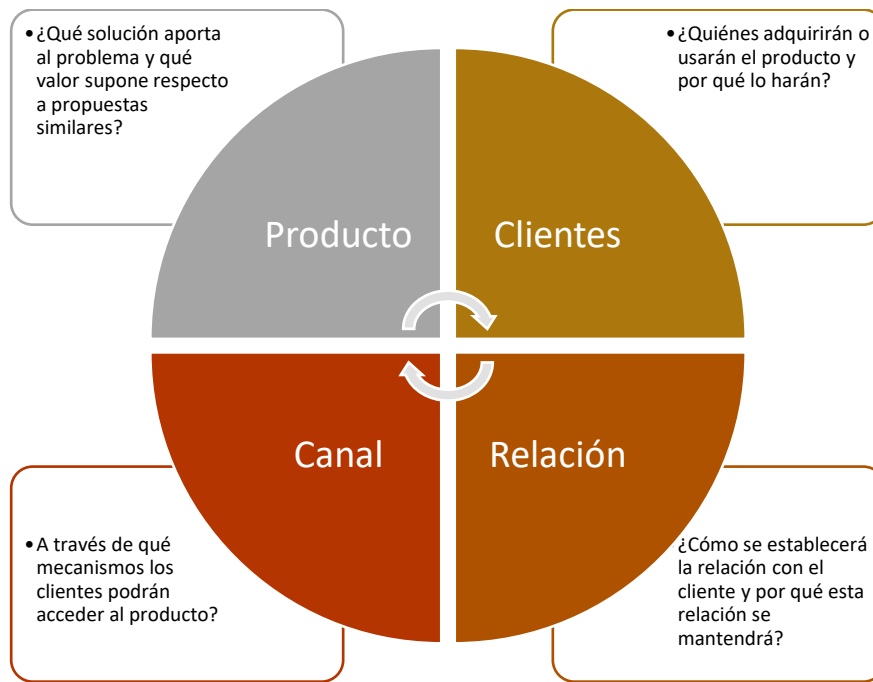 •¿Qué solución aporta
al problema y qué
valor supone respecto
a propuestas
similares?
•¿Quiénes adquirirán o
usarán el producto y
por qué lo harán?
Producto
Clientes
Canal
Relación
•A través de qué
mecanismos los
clientes podrán
acceder al producto?
¿Cómo se establecerá
la relación con el
cliente y por qué esta
relación se
mantendrá?